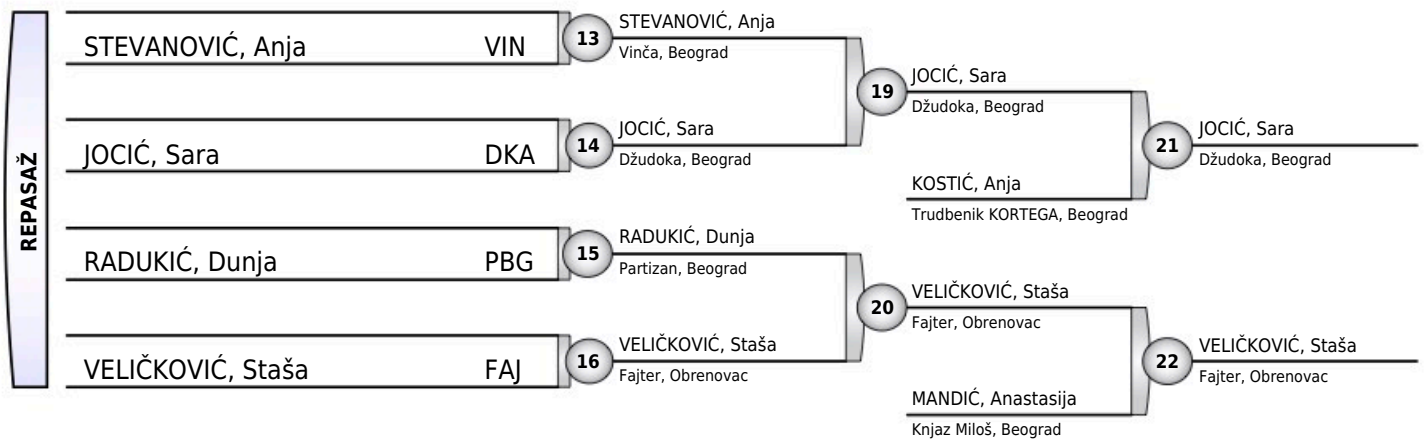 REPASAŽ
STEVANOVIĆ, Anja VIN
JOCIĆ, Sara DKA
RADUKIĆ, Dunja PBG
VELIČKOVIĆ, Staša FAJ
13
STEVANOVIĆ, Anja
Vinča, Beograd
14
JOCIĆ, Sara
Džudoka, Beograd
15
RADUKIĆ, Dunja
Partizan, Beograd
16
VELIČKOVIĆ, Staša
Fajter, Obrenovac
19
JOCIĆ, Sara
Džudoka, Beograd
KOSTIĆ, Anja
Trudbenik KORTEGA, Beograd
20
VELIČKOVIĆ, Staša
Fajter, Obrenovac
MANDIĆ, Anastasija
Knjaz Miloš, Beograd
21
JOCIĆ, Sara
Džudoka, Beograd
22
VELIČKOVIĆ, Staša
Fajter, Obrenovac